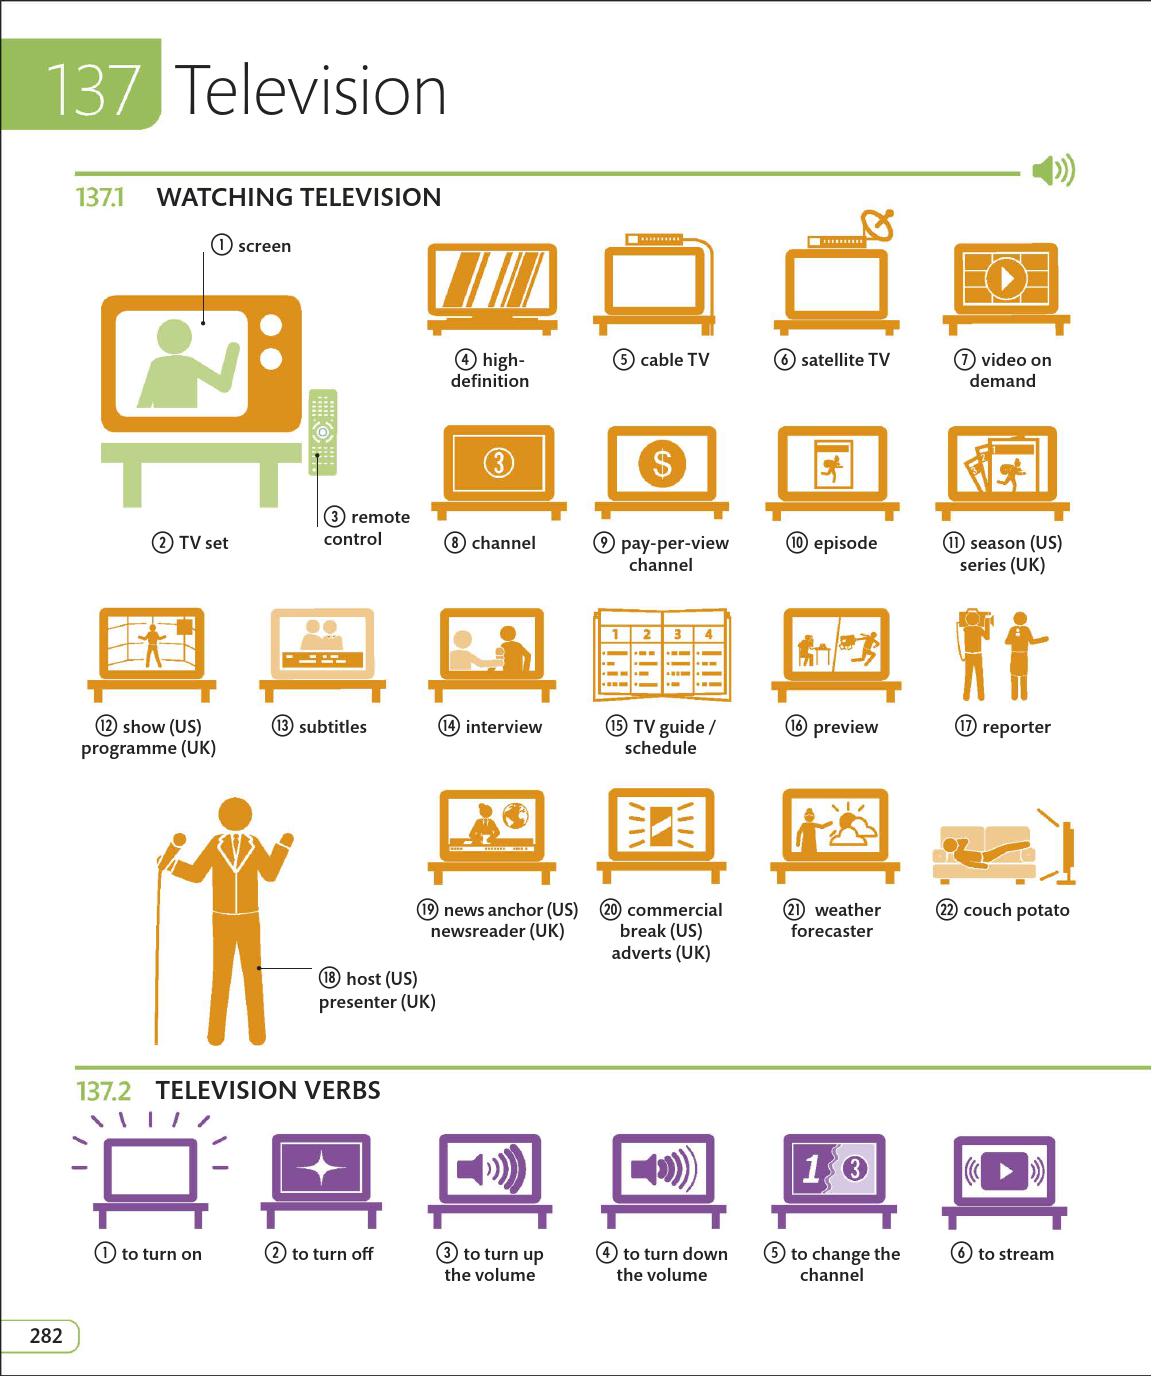 137 Television
137.1 WATCHING TELEVISION
① screen
② TV set
③ remote
control
④ high-
definition
⑤ cable TV
⑥ satellite TV
⑦ video on
demand
3
⑧ channel
$
⑨ pay-per-view
channel
⑩ episode
3 2 1
⑪ season (US)
series (UK)
⑫ show (US)
programme (UK)
⑬ subtitles
⑭ interview
1 2 3 4
⑮ TV guide /
schedule
⑯ preview
⑰ reporter
⑱ host (US)
presenter (UK)
⑲ news anchor (US)
newsreader (UK)
⑳ commercial
break (US)
adverts (UK)
㉑ weather
forecaster
㉒ couch potato
137.2 TELEVISION VERBS
① to turn on
② to turn off
③ to turn up
the volume
④ to turn down
the volume
1 3
⑤ to change the
channel
⑥ to stream
282